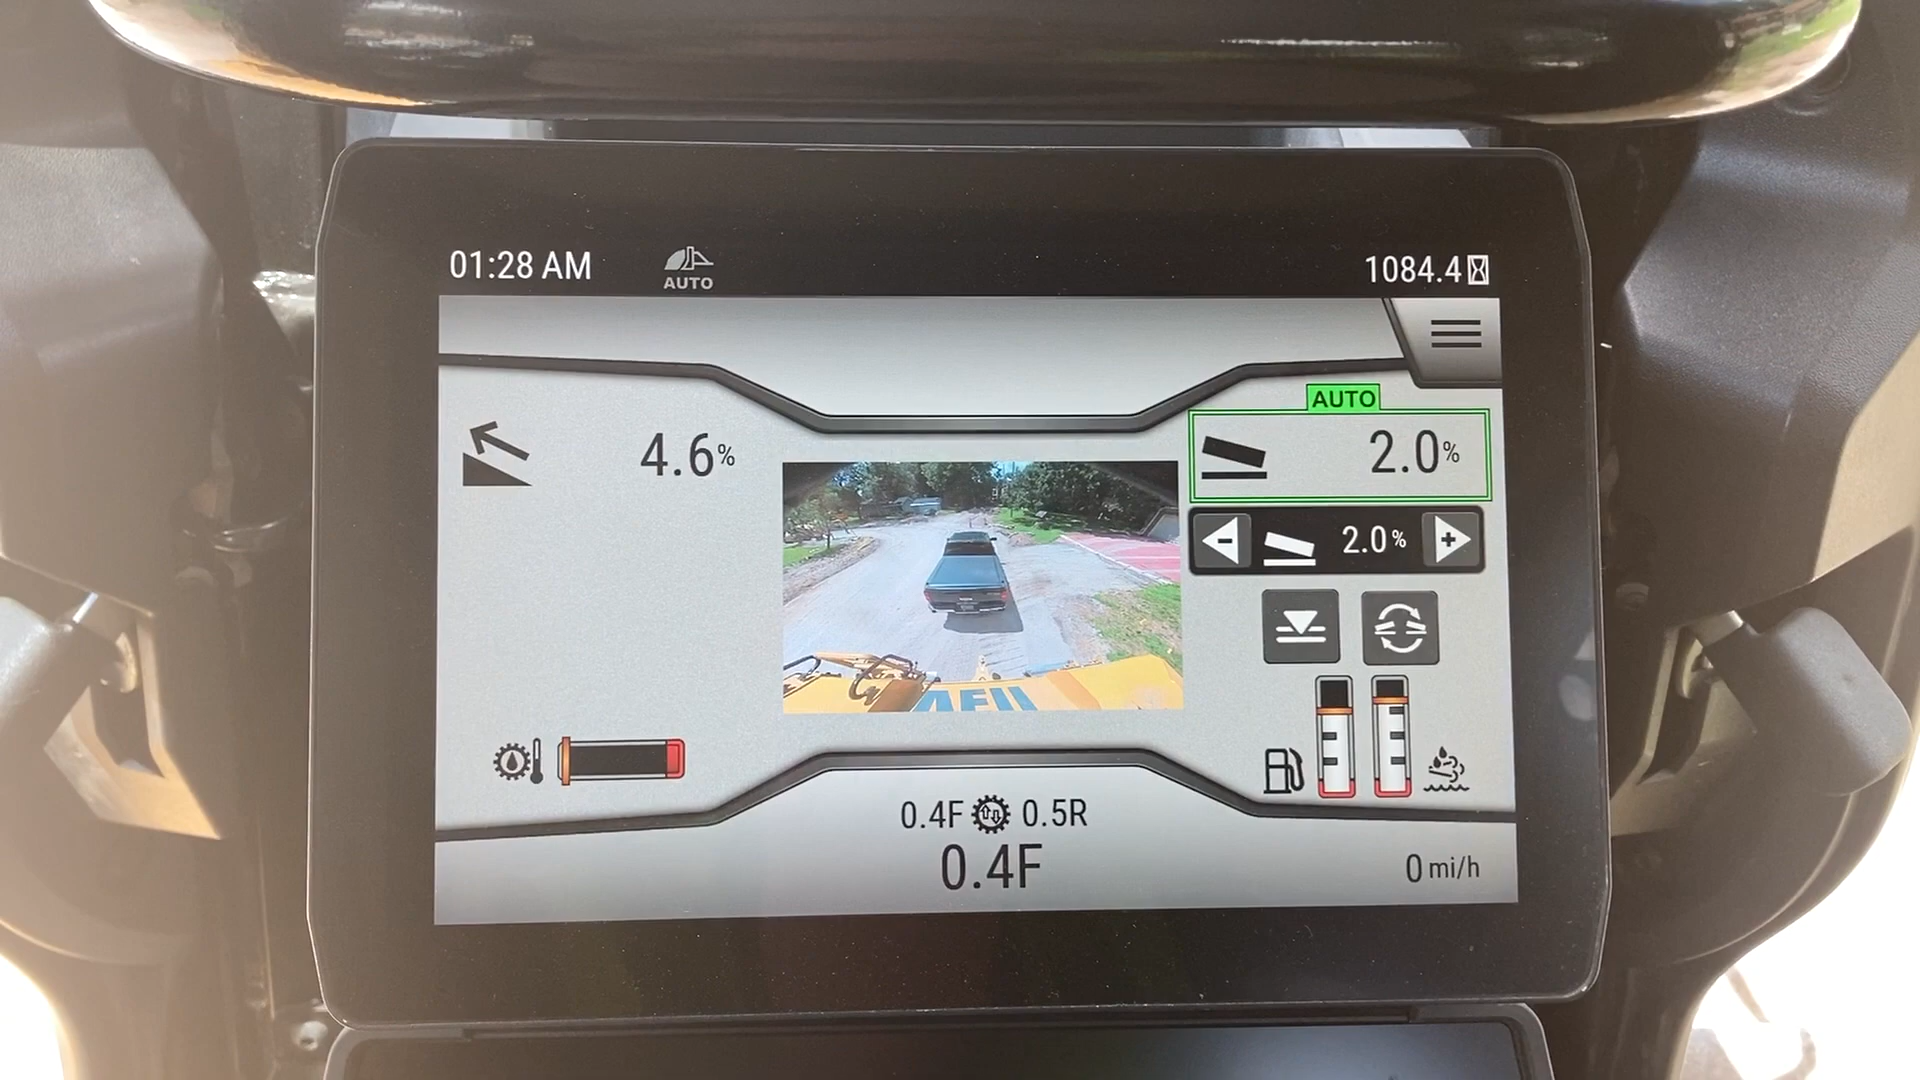 01:28 AM
AUTO
1084.4
AUTO
4.6%
2.0%
- 2.0% +
0.4F 0.5R
0.4F
0 mi/h